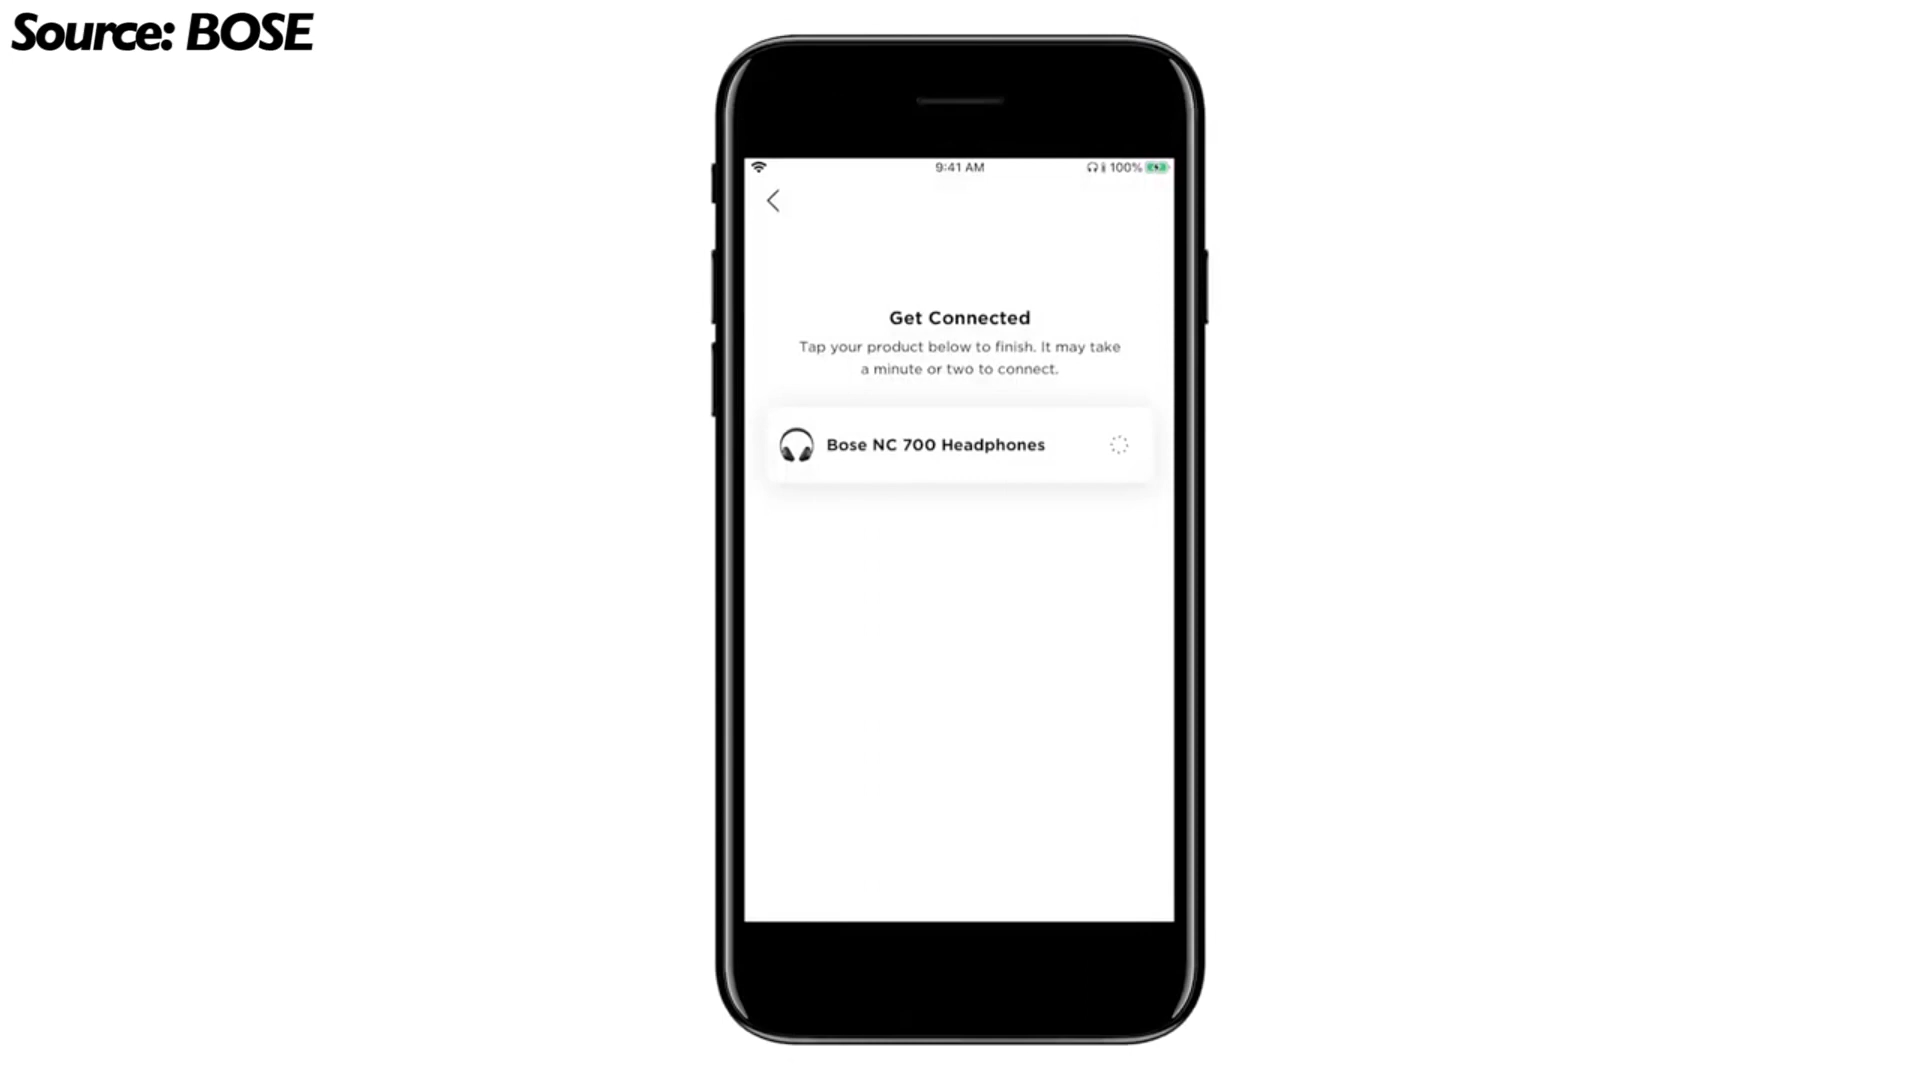 Source: BOSE
9:41 AM
100%
Get Connected
Tap your product below to finish. It may take
a minute or two to connect.
Bose NC 700 Headphones